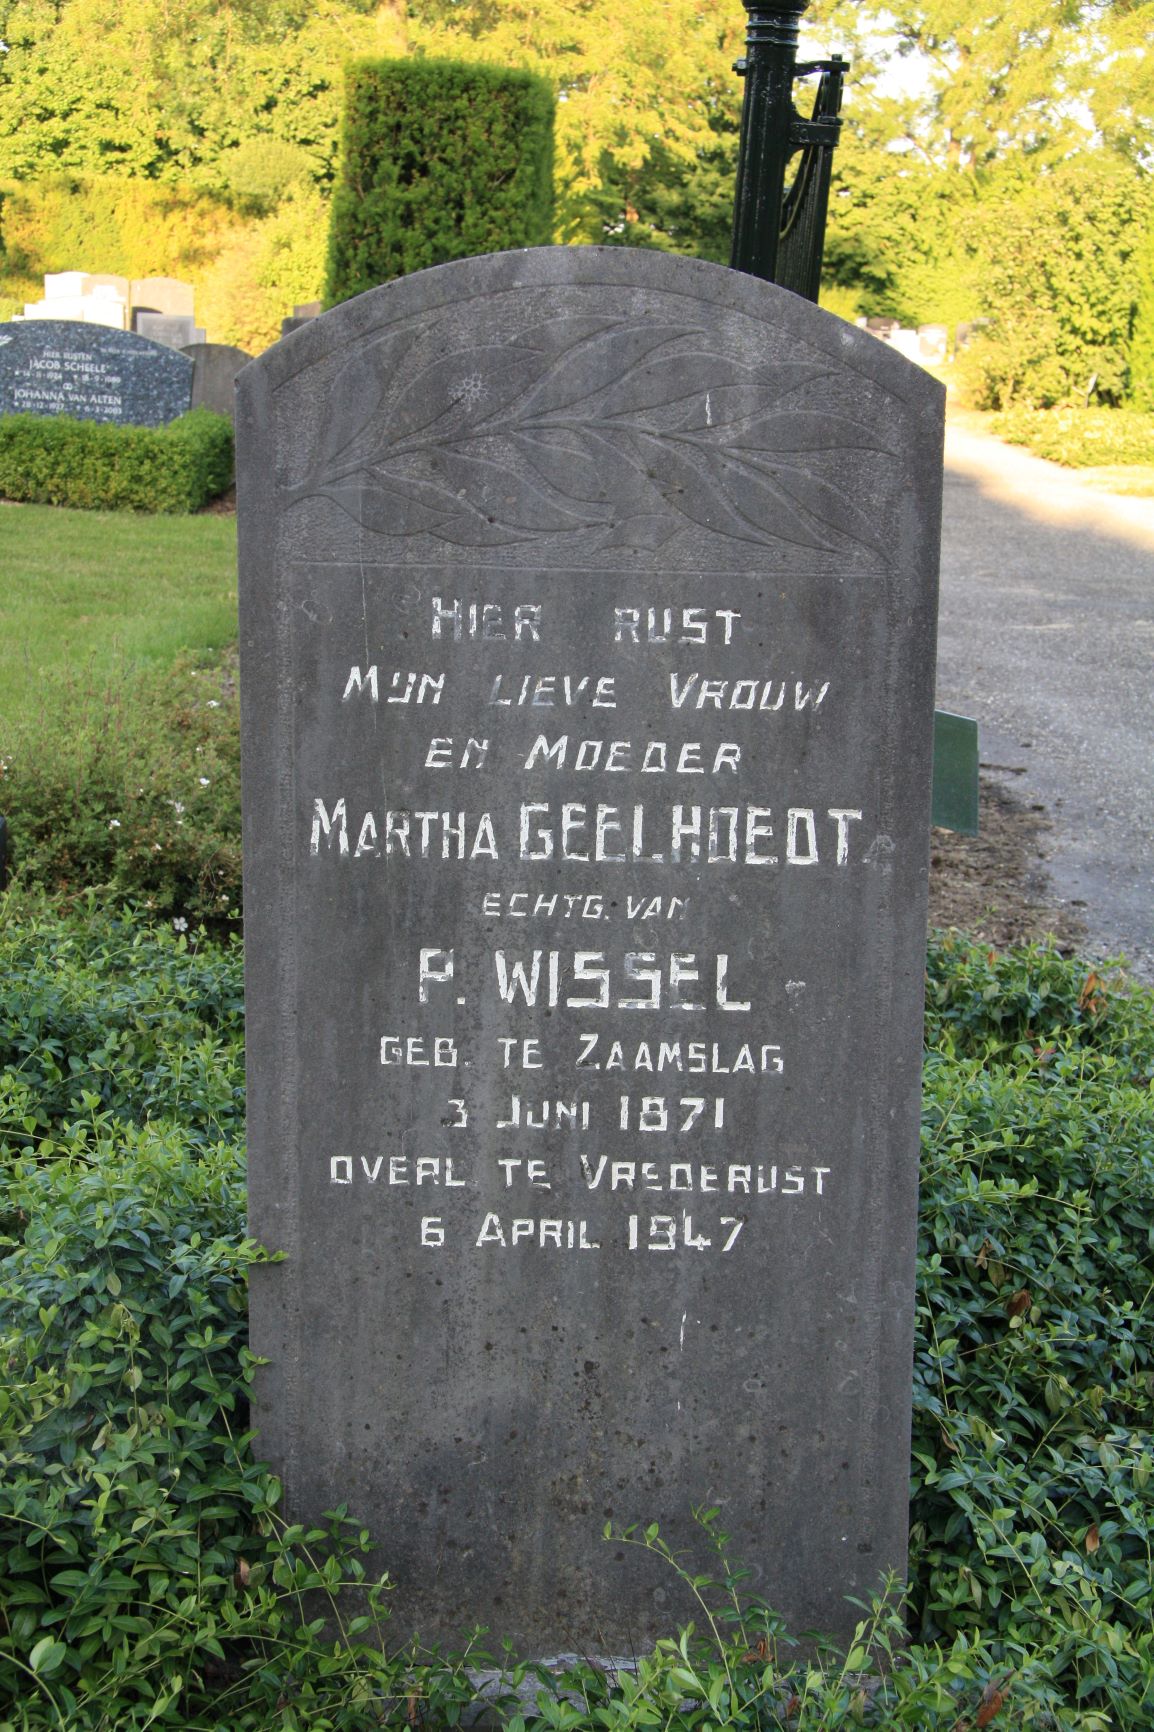 HIER RUSTEN
JACOB SCHEELE
JOHANNA VAN ALTEN
HIER RUST
MIJN LIEVE VROUW
EN MOEDER
MARTHA GEELHOEDT
ECHTG. VAN
P. WISSEL
GEB. TE ZAAMSLAG
3 JUNI 1871
OVERL. TE VREDERUST
6 APRIL 1947